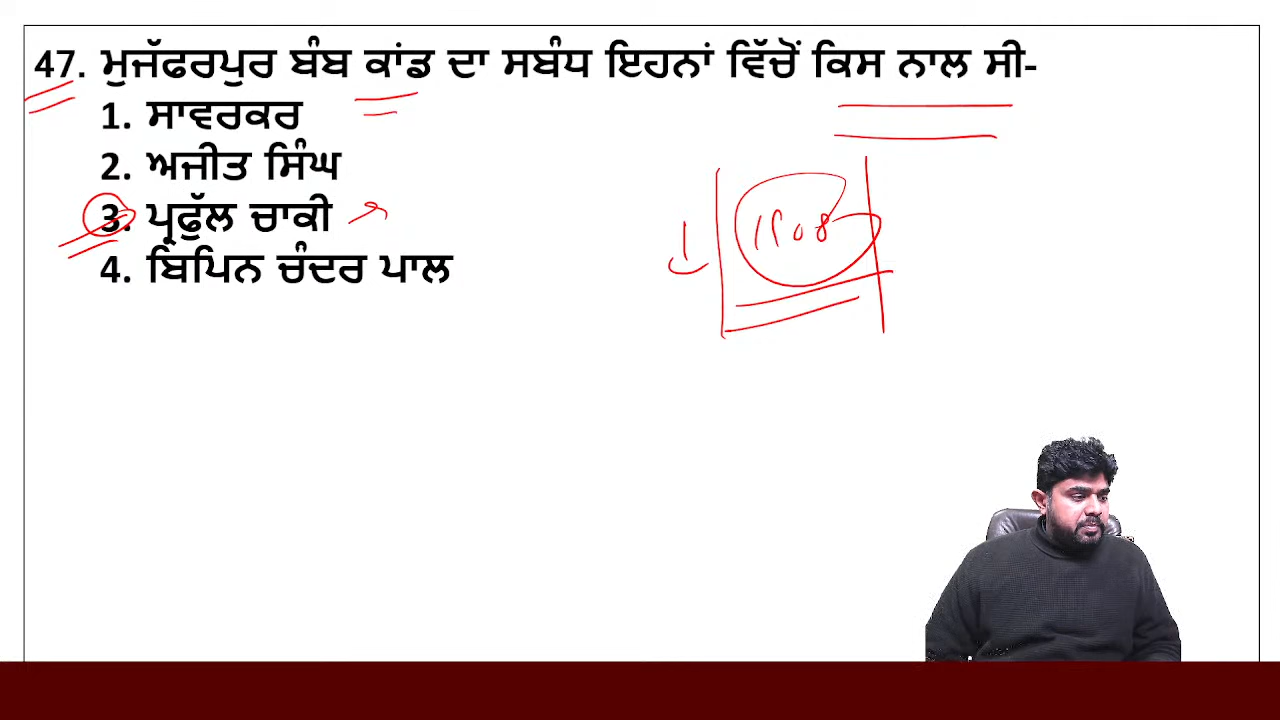 47. ਮੁਜੱਫਰਪੁਰ ਬੰਬ ਕਾਂਡ ਦਾ ਸਬੰਧ ਇਹਨਾਂ ਵਿੱਚੋਂ ਕਿਸ ਨਾਲ ਸੀ-
1. ਸਾਵਰਕਰ
2. ਅਜੀਤ ਸਿੰਘ
3. ਪ੍ਰਫੁੱਲ ਚਾਕੀ
4. ਬਿਪਿਨ ਚੰਦਰ ਪਾਲ
1908